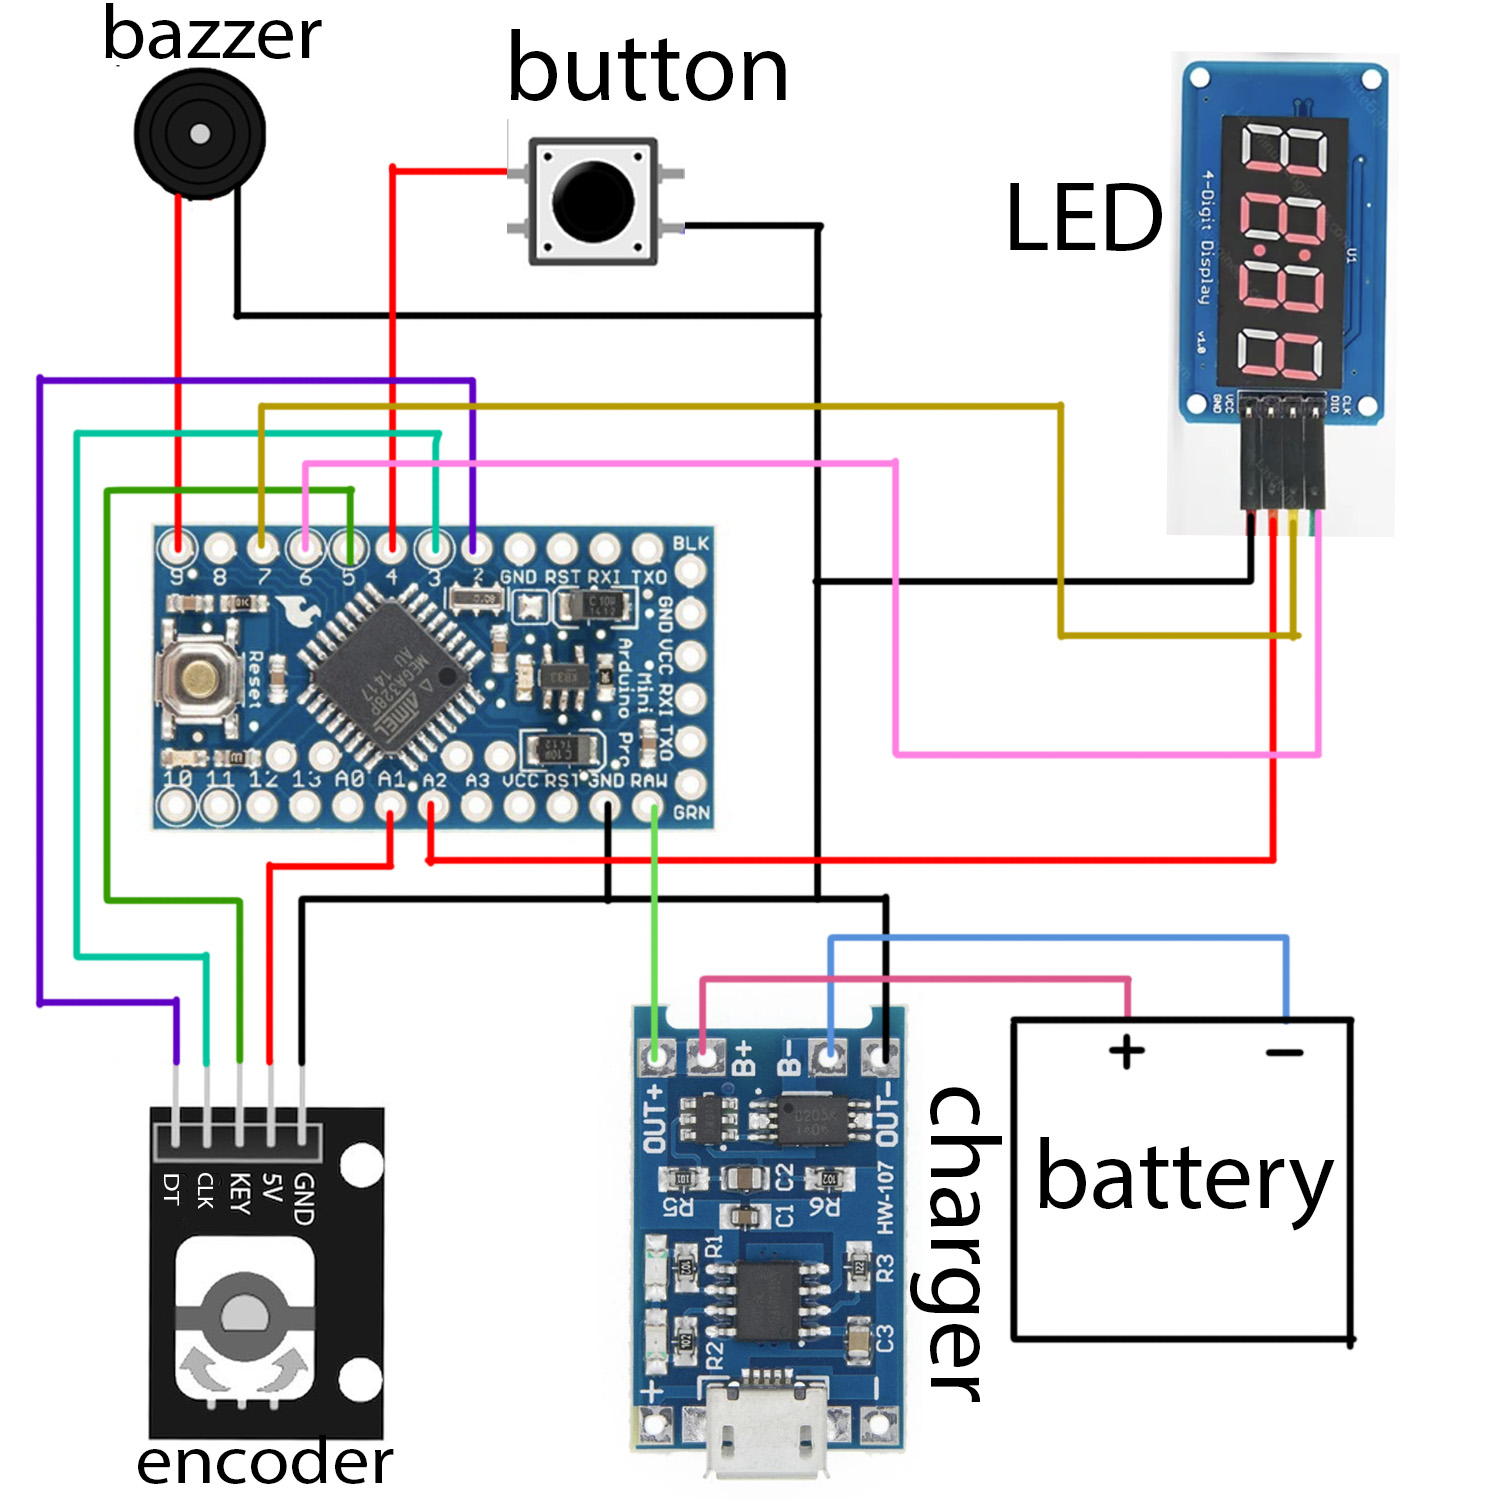 bazzer
button
LED
4-Digit Display
v1.0
U1
GND
VCC
DIO
CLK
9 8 7 6 5 4 3 2 GND RST RXI TXO
BLK
GND VCC RXI TXO
GRN
Reset
Arduino Pro
Mini
MEGA328P
AU 1417
ATMEL
10 11 12 13 A0 A1 A2 A3 VCC RST GND RAW
OUT+
B+
B-
OUT-
R5
C2
C1
R6
HW-107
R1
R3
R2
C3
+
-
charger
+ -
battery
DT
CLK
KEY
5V
GND
encoder